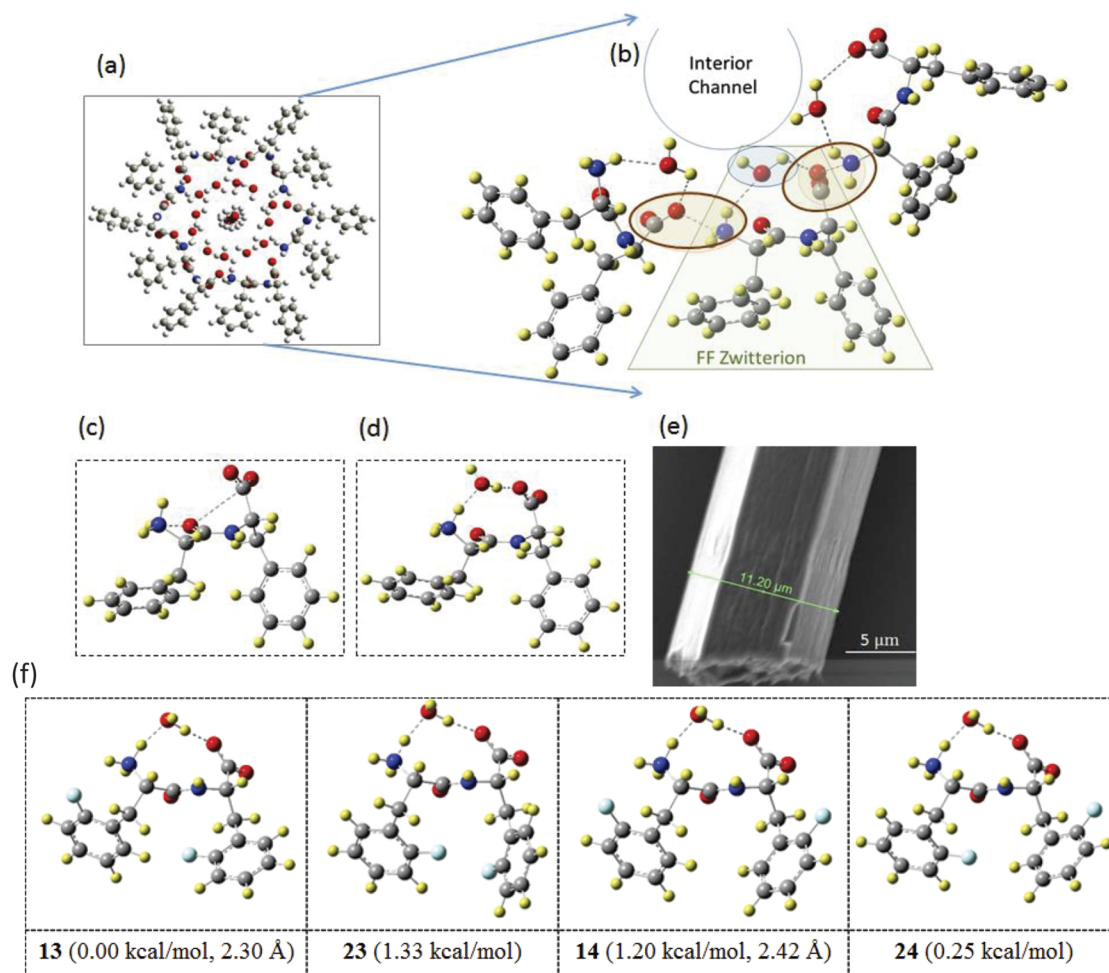 (a)
(b)
Interior
Channel
FF Zwitterion
(c)
(d)
(e)
11.20 µm
5 µm
(f)
13 (0.00 kcal/mol, 2.30 Å)
23 (1.33 kcal/mol)
14 (1.20 kcal/mol, 2.42 Å)
24 (0.25 kcal/mol)